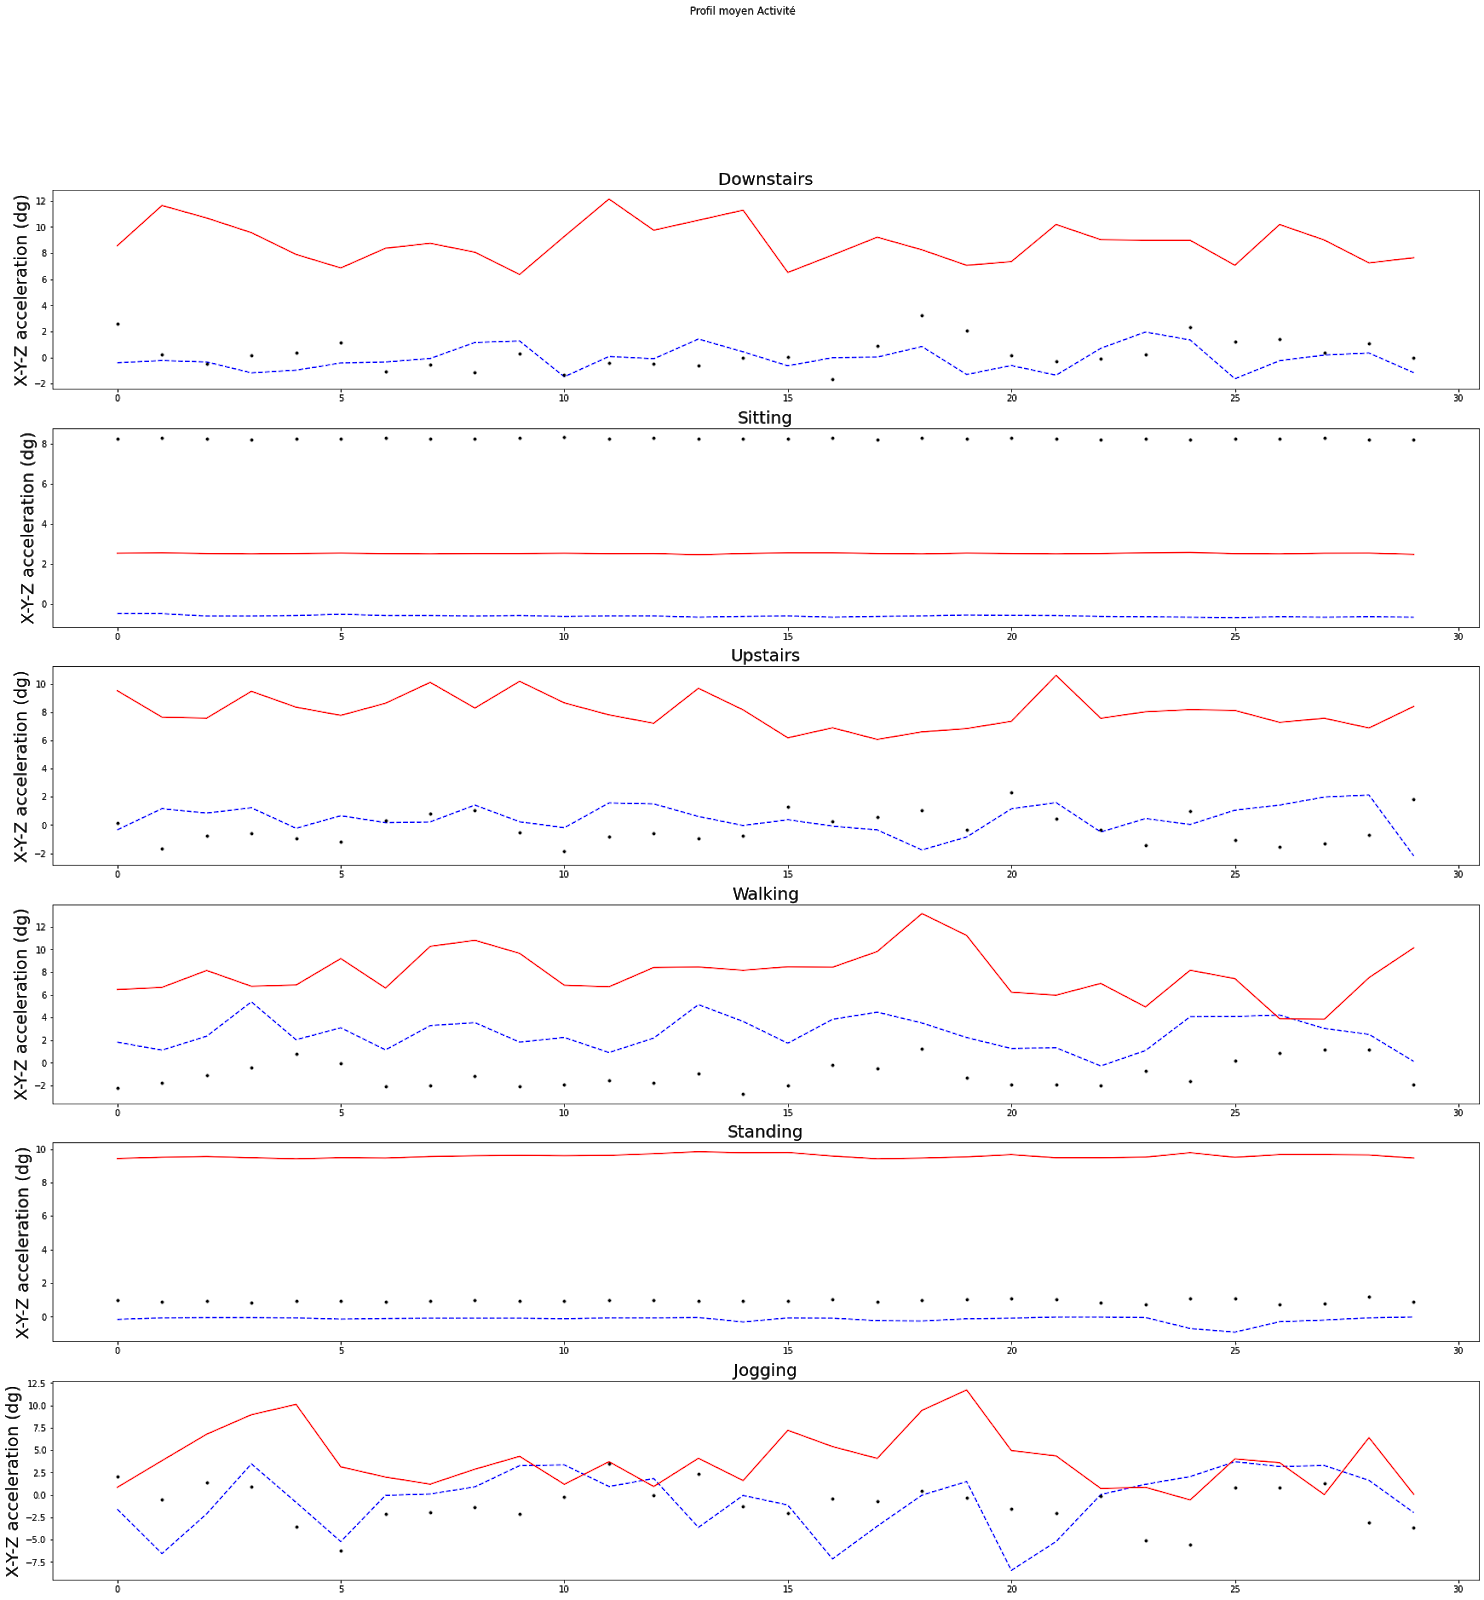 Profil moyen Activité
Downstairs
X-Y-Z acceleration (dg)
12
10
8
6
4
2
0
−2
0 5 10 15 20 25 30
Sitting
X-Y-Z acceleration (dg)
8
6
4
2
0
0 5 10 15 20 25 30
Upstairs
X-Y-Z acceleration (dg)
10
8
6
4
2
0
−2
0 5 10 15 20 25 30
Walking
X-Y-Z acceleration (dg)
12
10
8
6
4
2
0
−2
0 5 10 15 20 25 30
Standing
X-Y-Z acceleration (dg)
10
8
6
4
2
0
0 5 10 15 20 25 30
Jogging
X-Y-Z acceleration (dg)
12.5
10.0
7.5
5.0
2.5
0.0
−2.5
−5.0
−7.5
0 5 10 15 20 25 30